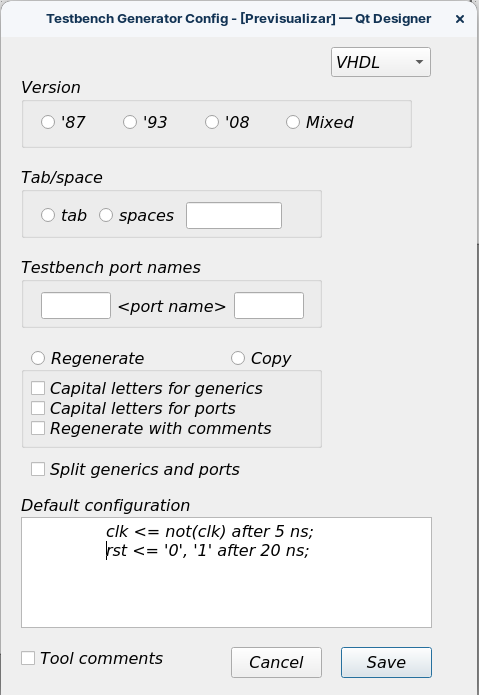 Testbench Generator Config - [Previsualizar] — Qt Designer
VHDL
Version
'87 '93 '08 Mixed
Tab/space
tab spaces
Testbench port names
<port name>
Regenerate Copy
Capital letters for generics
Capital letters for ports
Regenerate with comments
Split generics and ports
Default configuration
clk <= not(clk) after 5 ns;
rst <= '0', '1' after 20 ns;
Tool comments Cancel Save